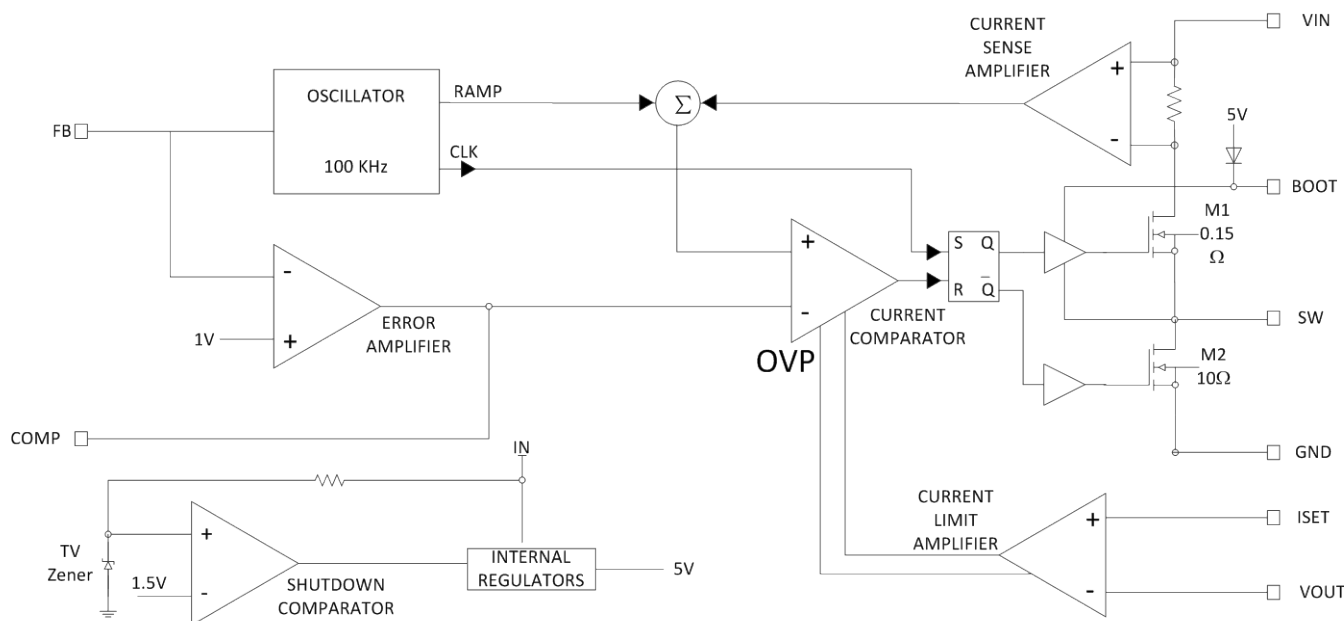 CURRENT
SENSE
AMPLIFIER
VIN
+
-
OSCILLATOR
100 KHz
RAMP
Σ
FB
CLK
5V
BOOT
M1
0.15
Ω
+
-
S Q
R Q̅
CURRENT
COMPARATOR
OVP
SW
-
+
1V
ERROR
AMPLIFIER
M2
10Ω
COMP
GND
IN
CURRENT
LIMIT
AMPLIFIER
+
-
ISET
VOUT
TV
Zener
+
-
1.5V
SHUTDOWN
COMPARATOR
INTERNAL
REGULATORS
5V